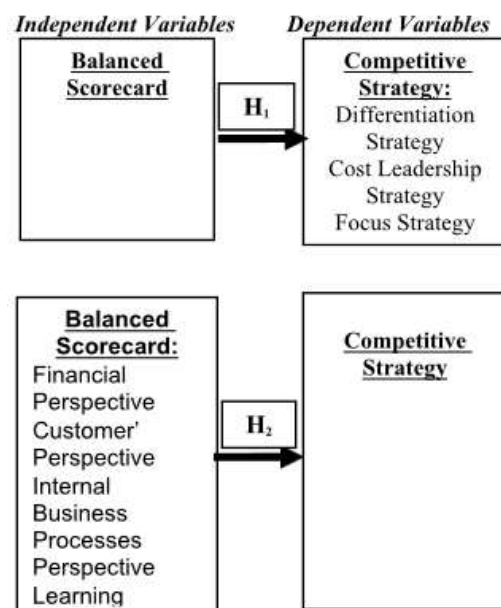 Independent Variables
Dependent Variables
Balanced
Scorecard
H₁
Competitive
Strategy:
Differentiation
Strategy
Cost Leadership
Strategy
Focus Strategy
Balanced
Scorecard:
Financial
Perspective
Customer'
Perspective
Internal
Business
Processes
Perspective
Learning
H₂
Competitive
Strategy